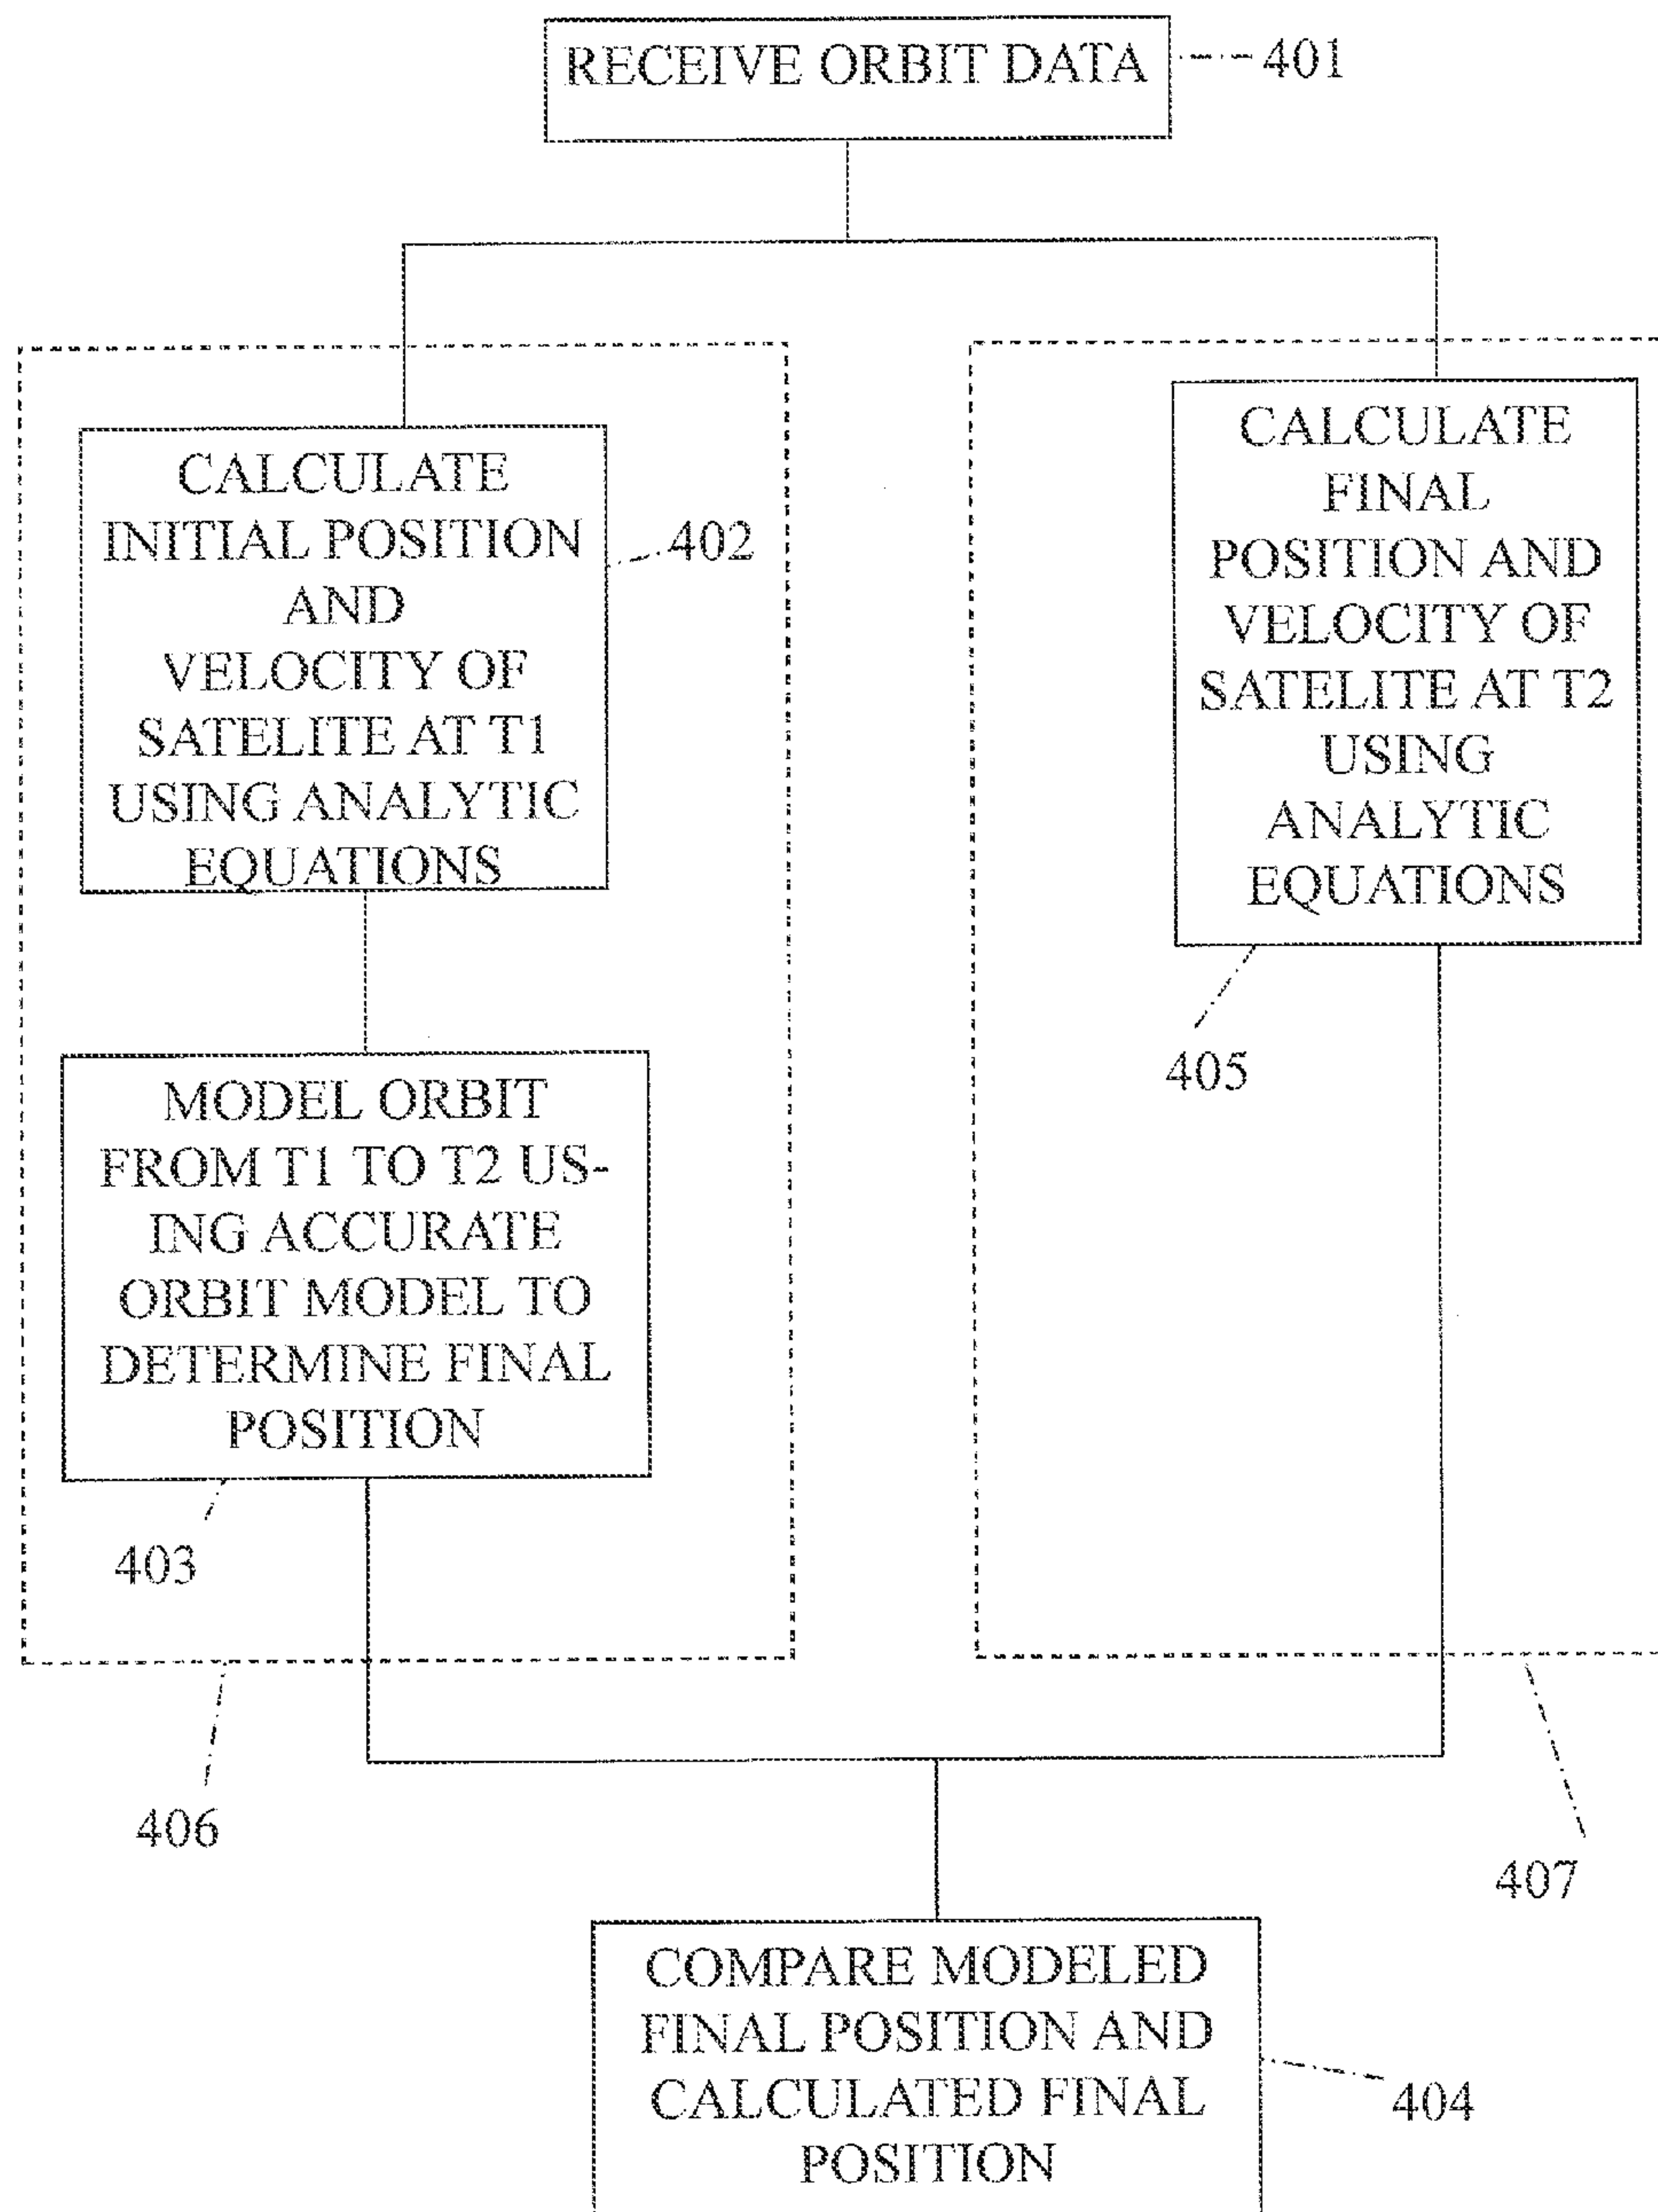 RECEIVE ORBIT DATA
401
CALCULATE
INITIAL POSITION
AND
VELOCITY OF
SATELITE AT T1
USING ANALYTIC
EQUATIONS
402
CALCULATE
FINAL
POSITION AND
VELOCITY OF
SATELITE AT T2
USING
ANALYTIC
EQUATIONS
405
MODEL ORBIT
FROM T1 TO T2 US-
ING ACCURATE
ORBIT MODEL TO
DETERMINE FINAL
POSITION
403
406
407
COMPARE MODELED
FINAL POSITION AND
CALCULATED FINAL
POSITION
404